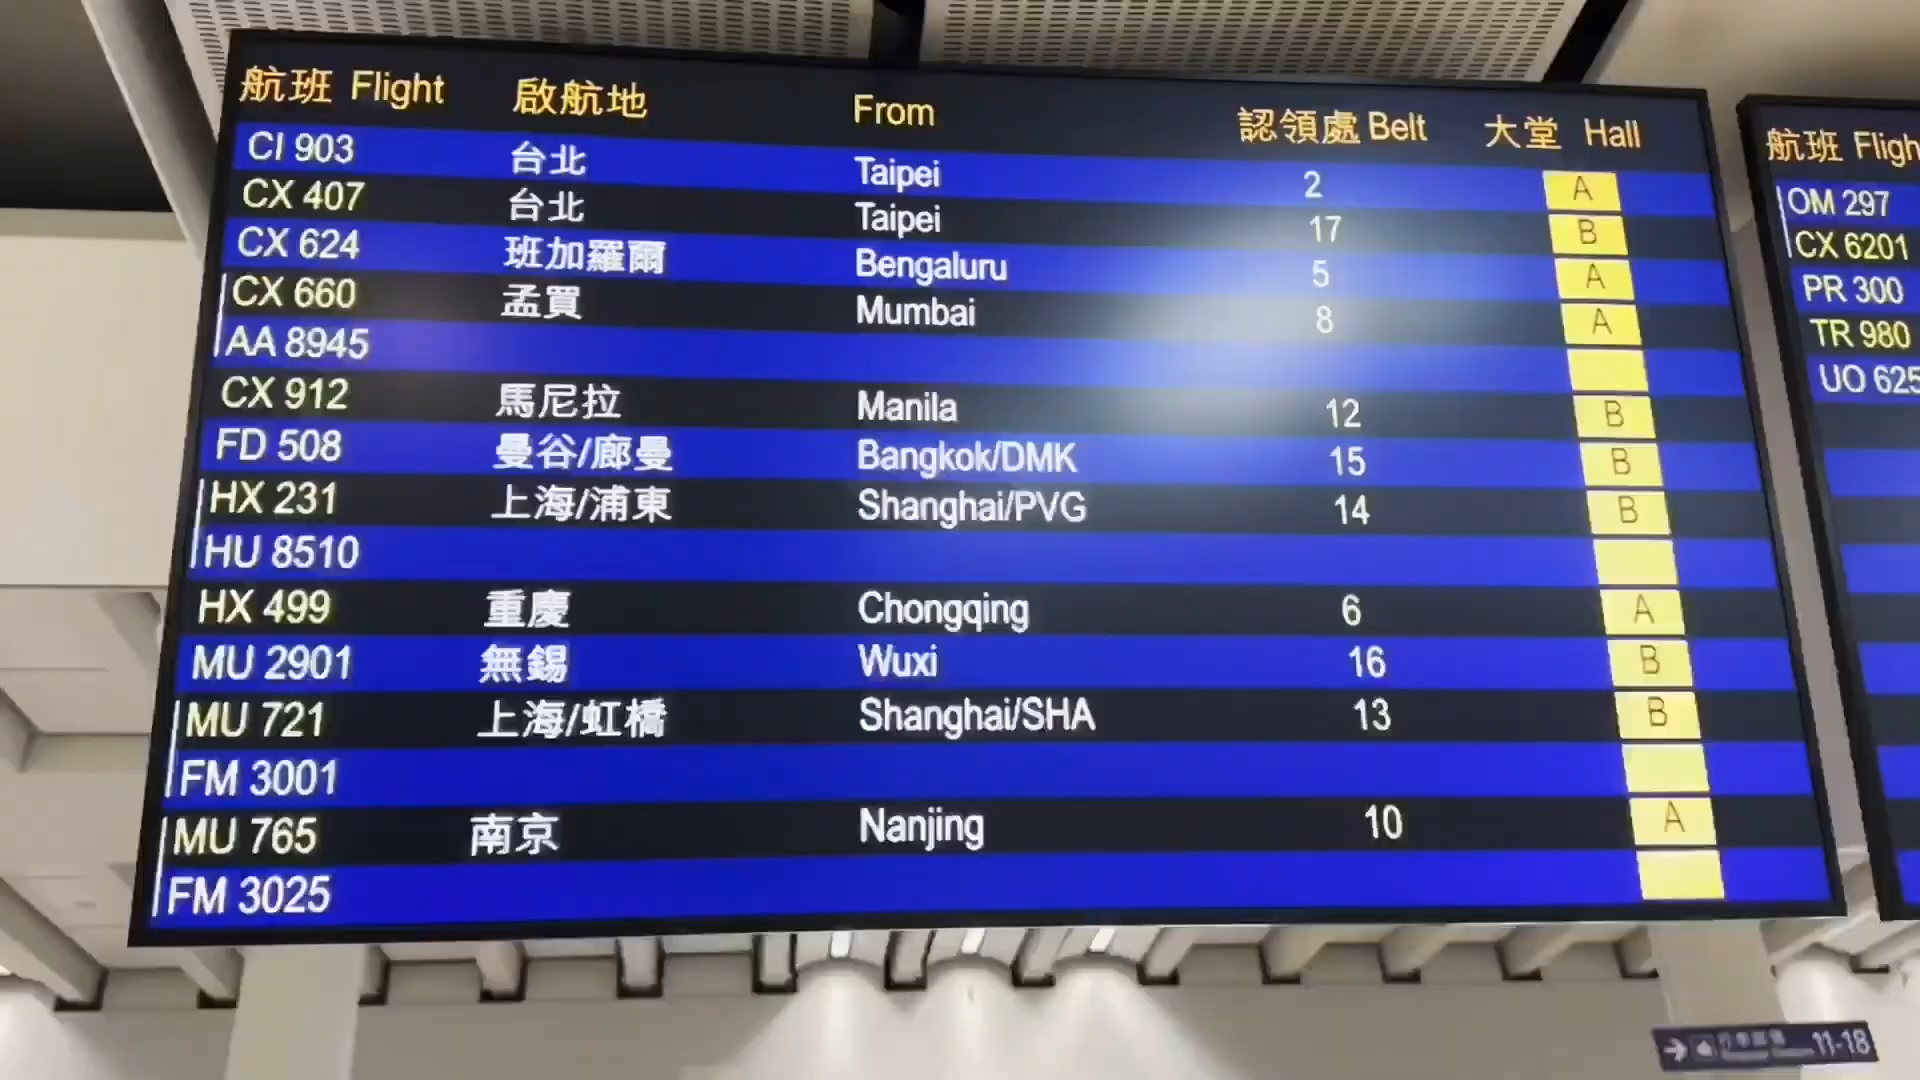 航班 Flight 啟航地 From 認領處 Belt 大堂 Hall
CI 903 台北 Taipei 2 A
CX 407 台北 Taipei 17 B
CX 624 班加羅爾 Bengaluru 5 A
CX 660 孟買 Mumbai 8 A
AA 8945
CX 912 馬尼拉 Manila 12 B
FD 508 曼谷/廊曼 Bangkok/DMK 15 B
HX 231 上海/浦東 Shanghai/PVG 14 B
HU 8510
HX 499 重慶 Chongqing 6 A
MU 2901 無錫 Wuxi 16 B
MU 721 上海/虹橋 Shanghai/SHA 13 B
FM 3001
MU 765 南京 Nanjing 10 A
FM 3025
航班 Fligh
OM 297
CX 6201
PR 300
TR 980
UO 625
11-18